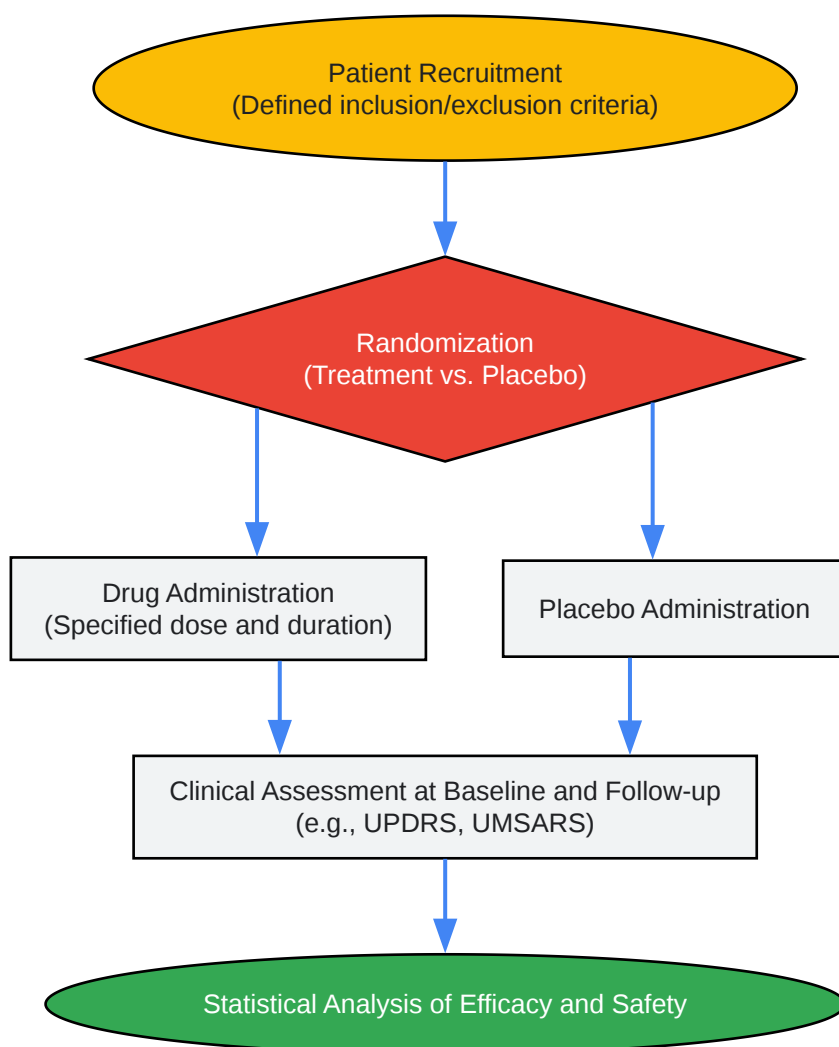 Patient Recruitment
(Defined inclusion/exclusion criteria)
Randomization
(Treatment vs. Placebo)
Drug Administration
(Specified dose and duration)
Placebo Administration
Clinical Assessment at Baseline and Follow-up
(e.g., UPDRS, UMSARS)
Statistical Analysis of Efficacy and Safety